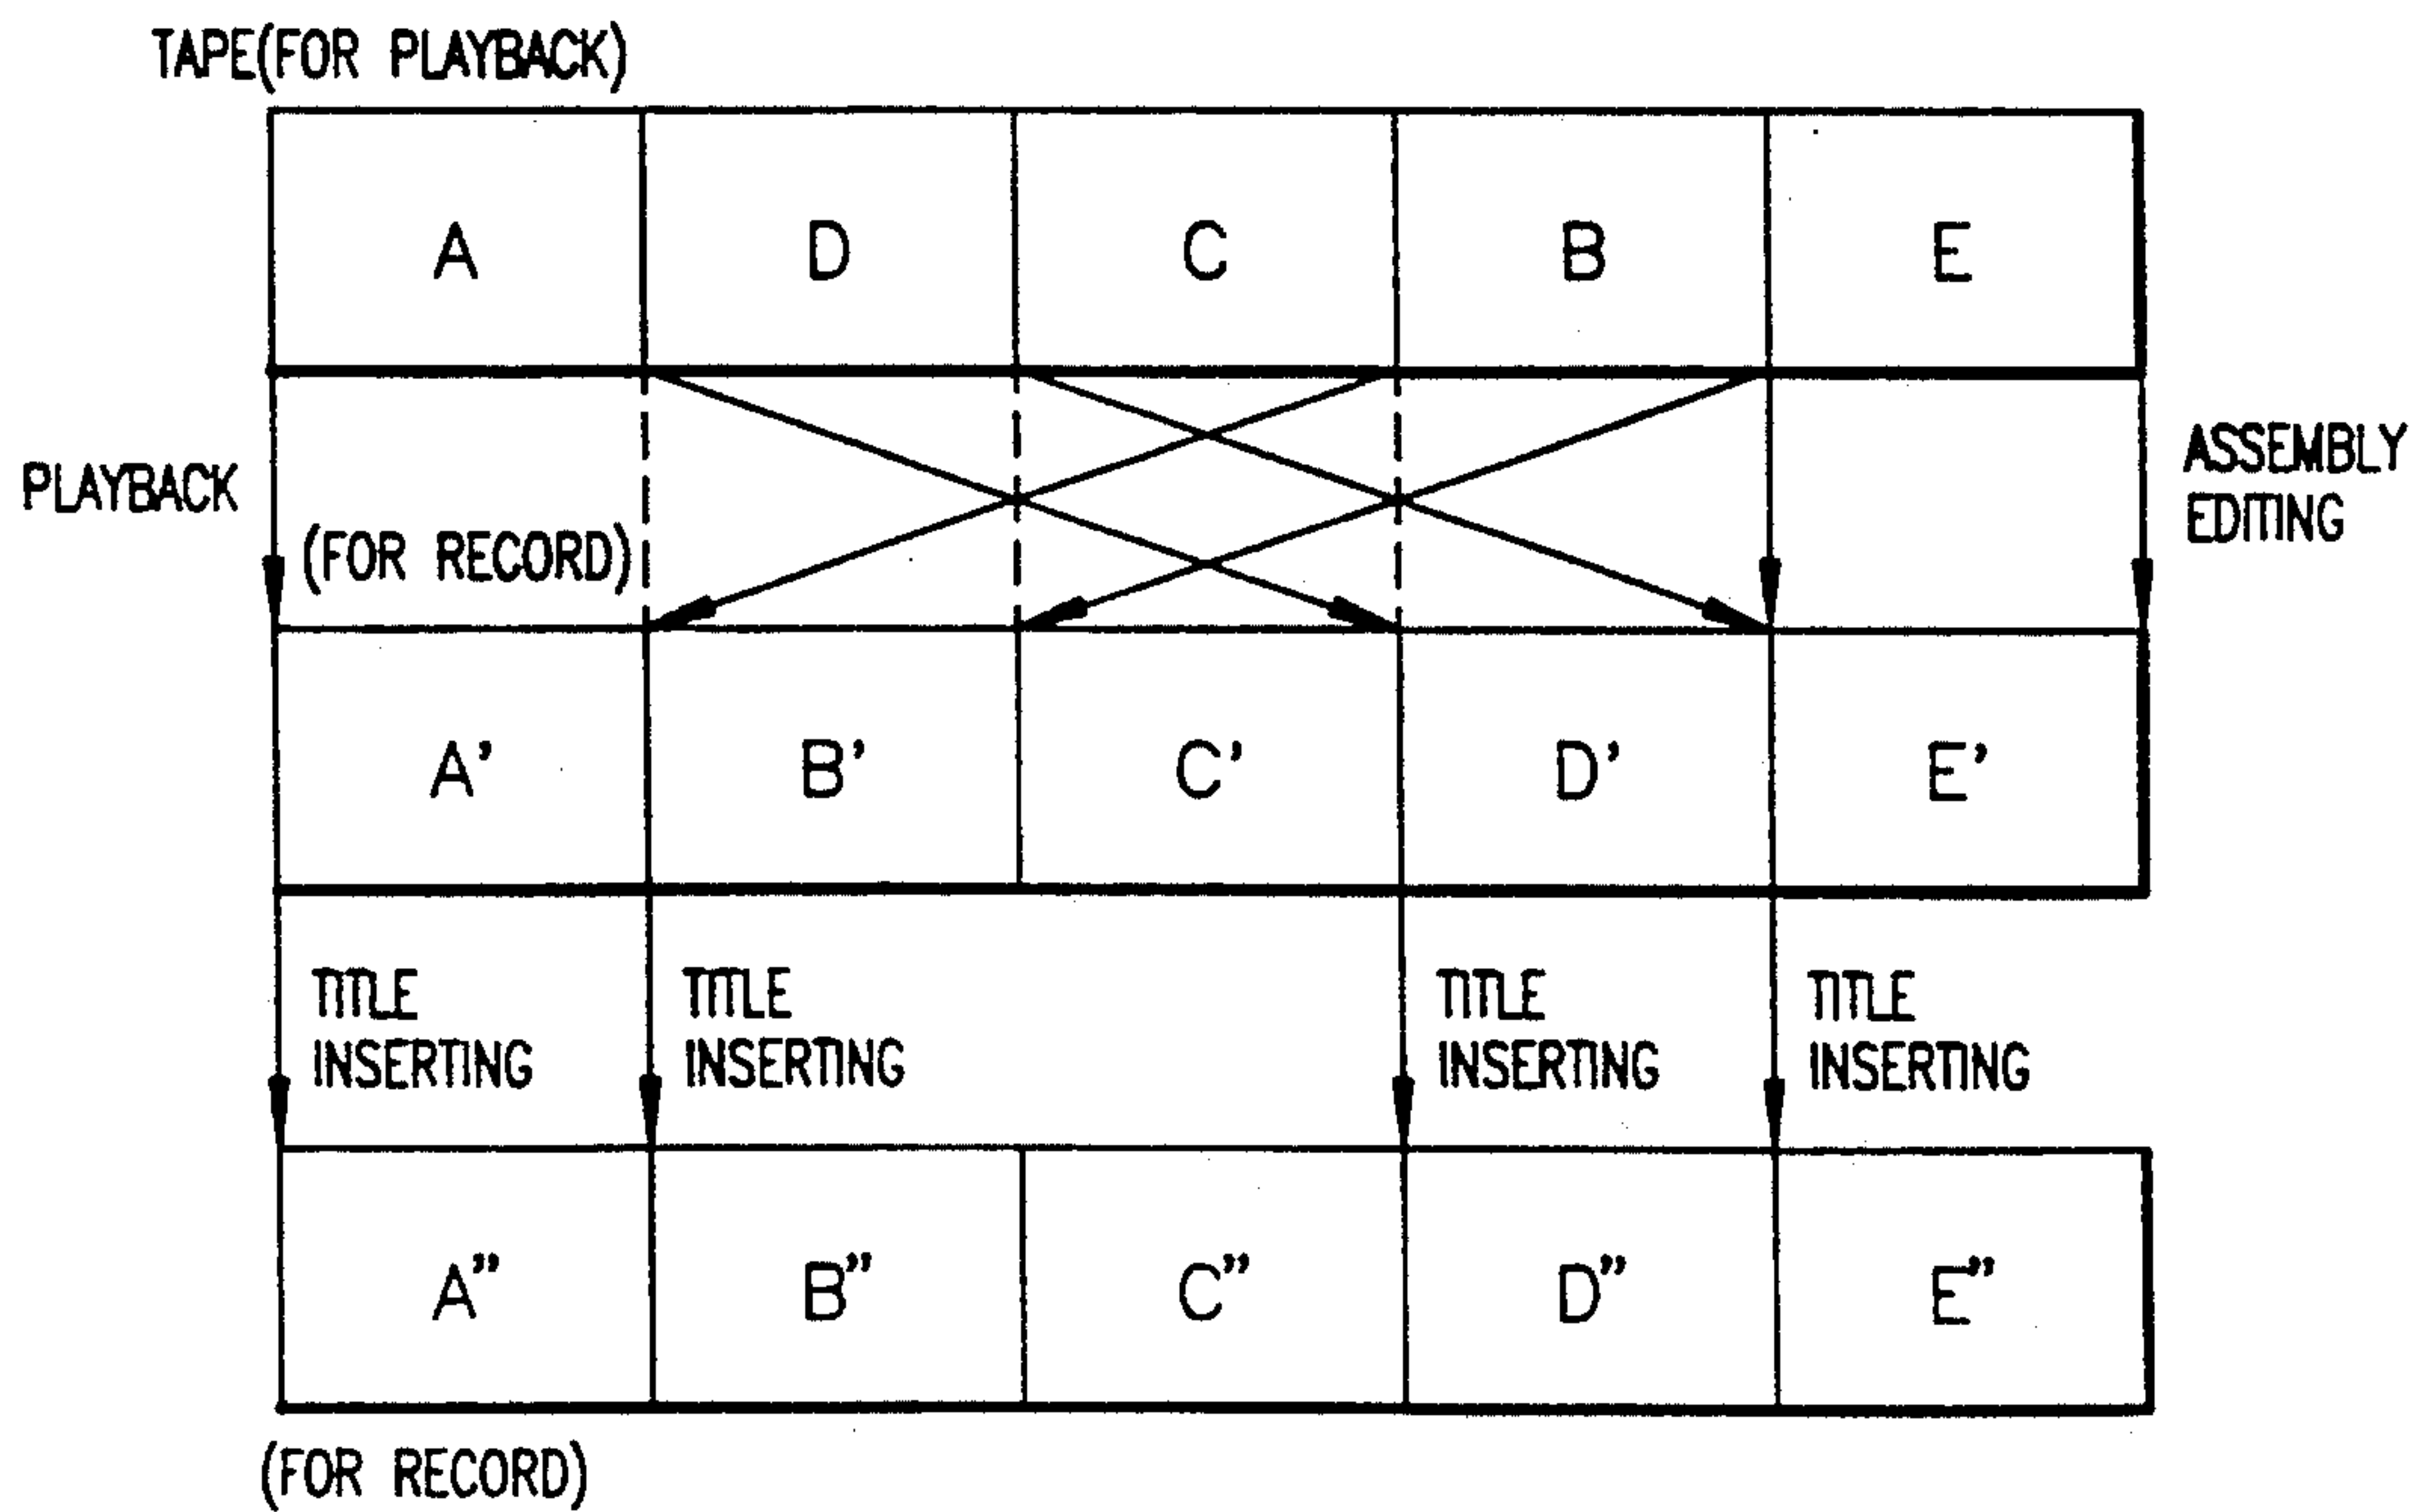 TAPE(FOR PLAYBACK)
A D C B E
PLAYBACK
(FOR RECORD)
ASSEMBLY
EDITING
A' B' C' D' E'
TITLE
INSERTING
TITLE
INSERTING
TITLE
INSERTING
TITLE
INSERTING
A" B" C" D" E"
(FOR RECORD)